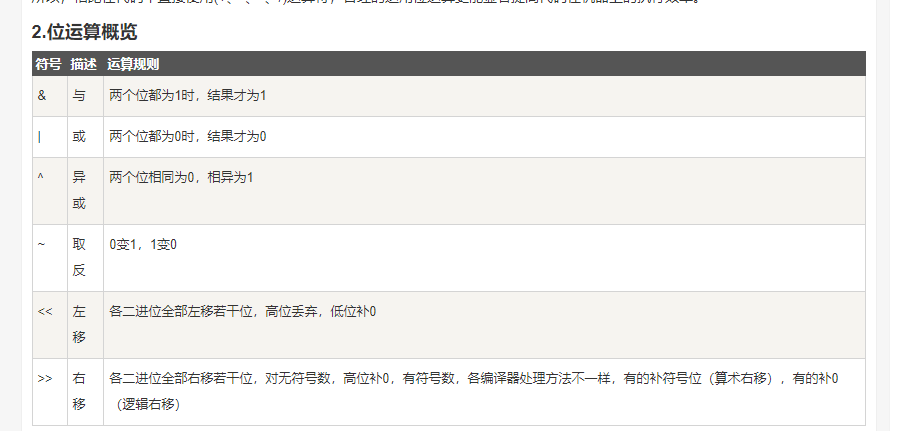 2.位运算概览
符号 描述 运算规则
& 与 两个位都为1时，结果才为1
| 或 两个位都为0时，结果才为0
^ 异
或 两个位相同为0，相异为1
~ 取
反 0变1，1变0
<< 左
移 各二进位全部左移若干位，高位丢弃，低位补0
>> 右
移 各二进位全部右移若干位，对无符号数，高位补0，有符号数，各编译器处理方法不一样，有的补符号位（算术右移），有的补0
（逻辑右移）